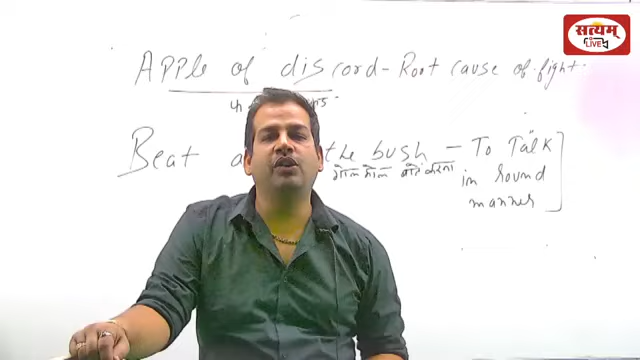 सत्यम्
LIVE
Apple of discord - Root cause of fight.
Beat the bush - To Talk
गोल मोल बातें करना in round
manner